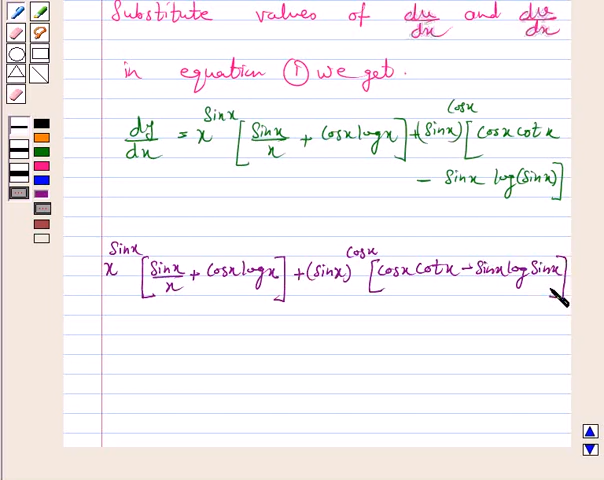 Substitute values of du/dx and dv/dx
in equation ① we get.
dy/dx = x^Sinx [Sinx/x + Cosx logx] + (Sinx)^Cosx [Cosx Cotx
− Sinx log(Sinx)]
x^Sinx [Sinx/x + Cosx logx] + (Sinx)^Cosx [Cosx Cotx − Sinx log Sinx]